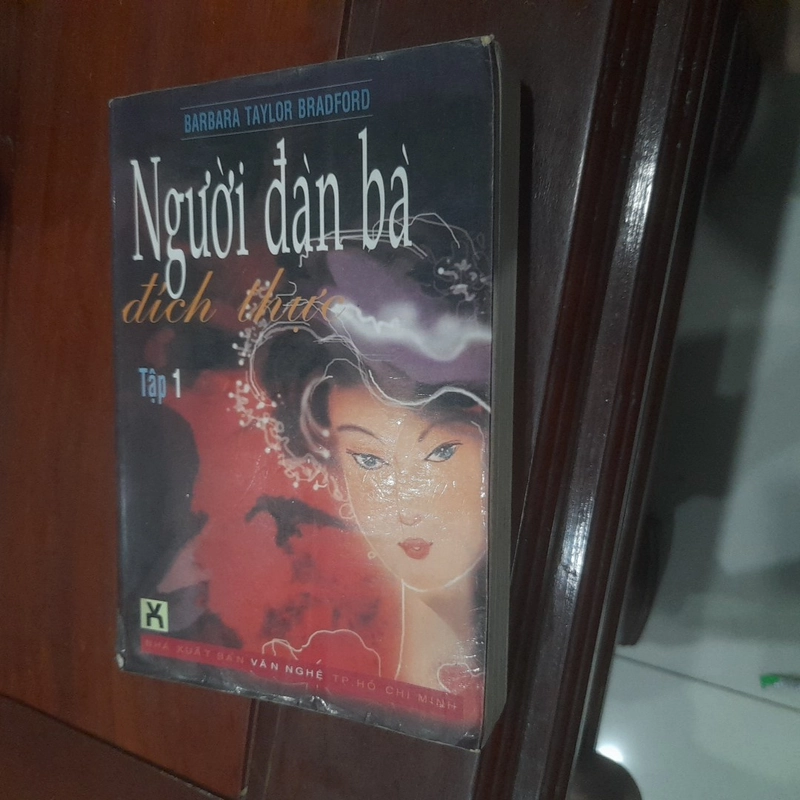 BARBARA TAYLOR BRADFORD
Người đàn bà
đích thực
Tập 1
NHÀ XUẤT BẢN VĂN NGHỆ TP. HỒ CHÍ MINH